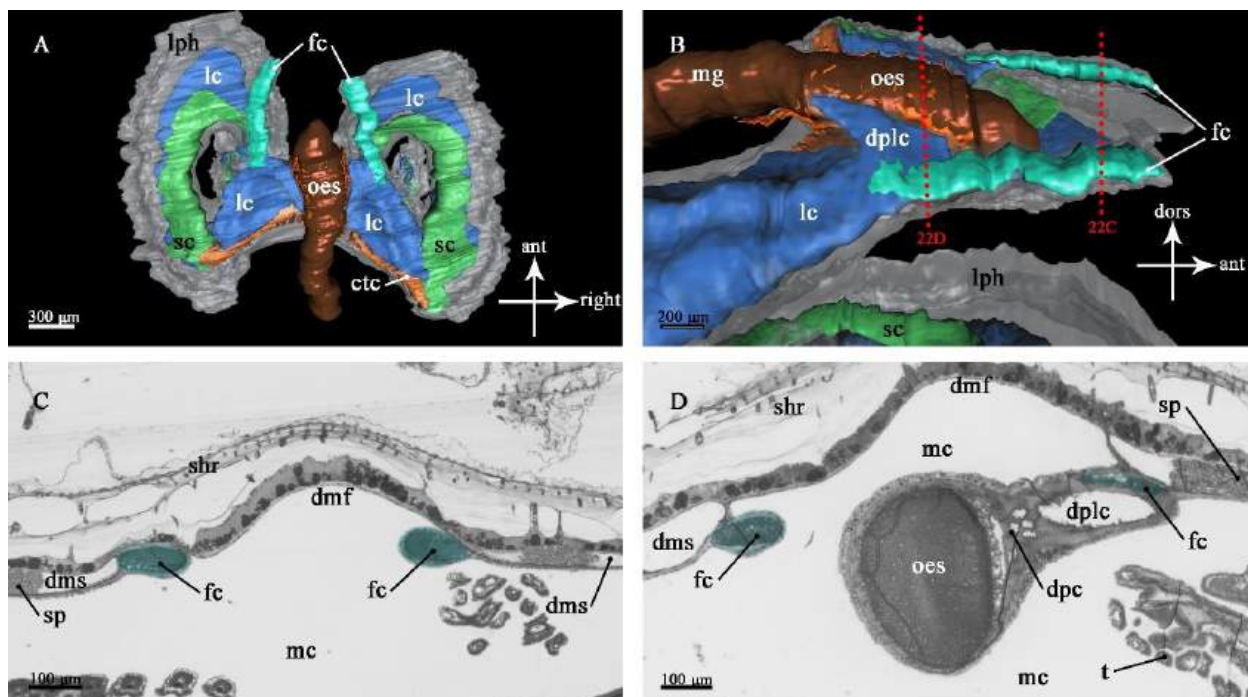 A
lph
fc
lc
lc
oes
lc
lc
sc
sc
ctc
ant
right
300 µm
B
mg
oes
dplc
fc
lc
22D
22C
dors
ant
lph
sc
200 µm
C
shr
dmf
dms
fc
fc
dms
sp
mc
100 µm
D
dmf
shr
sp
mc
dplc
dms
fc
fc
oes
dpc
mc
t
100 µm